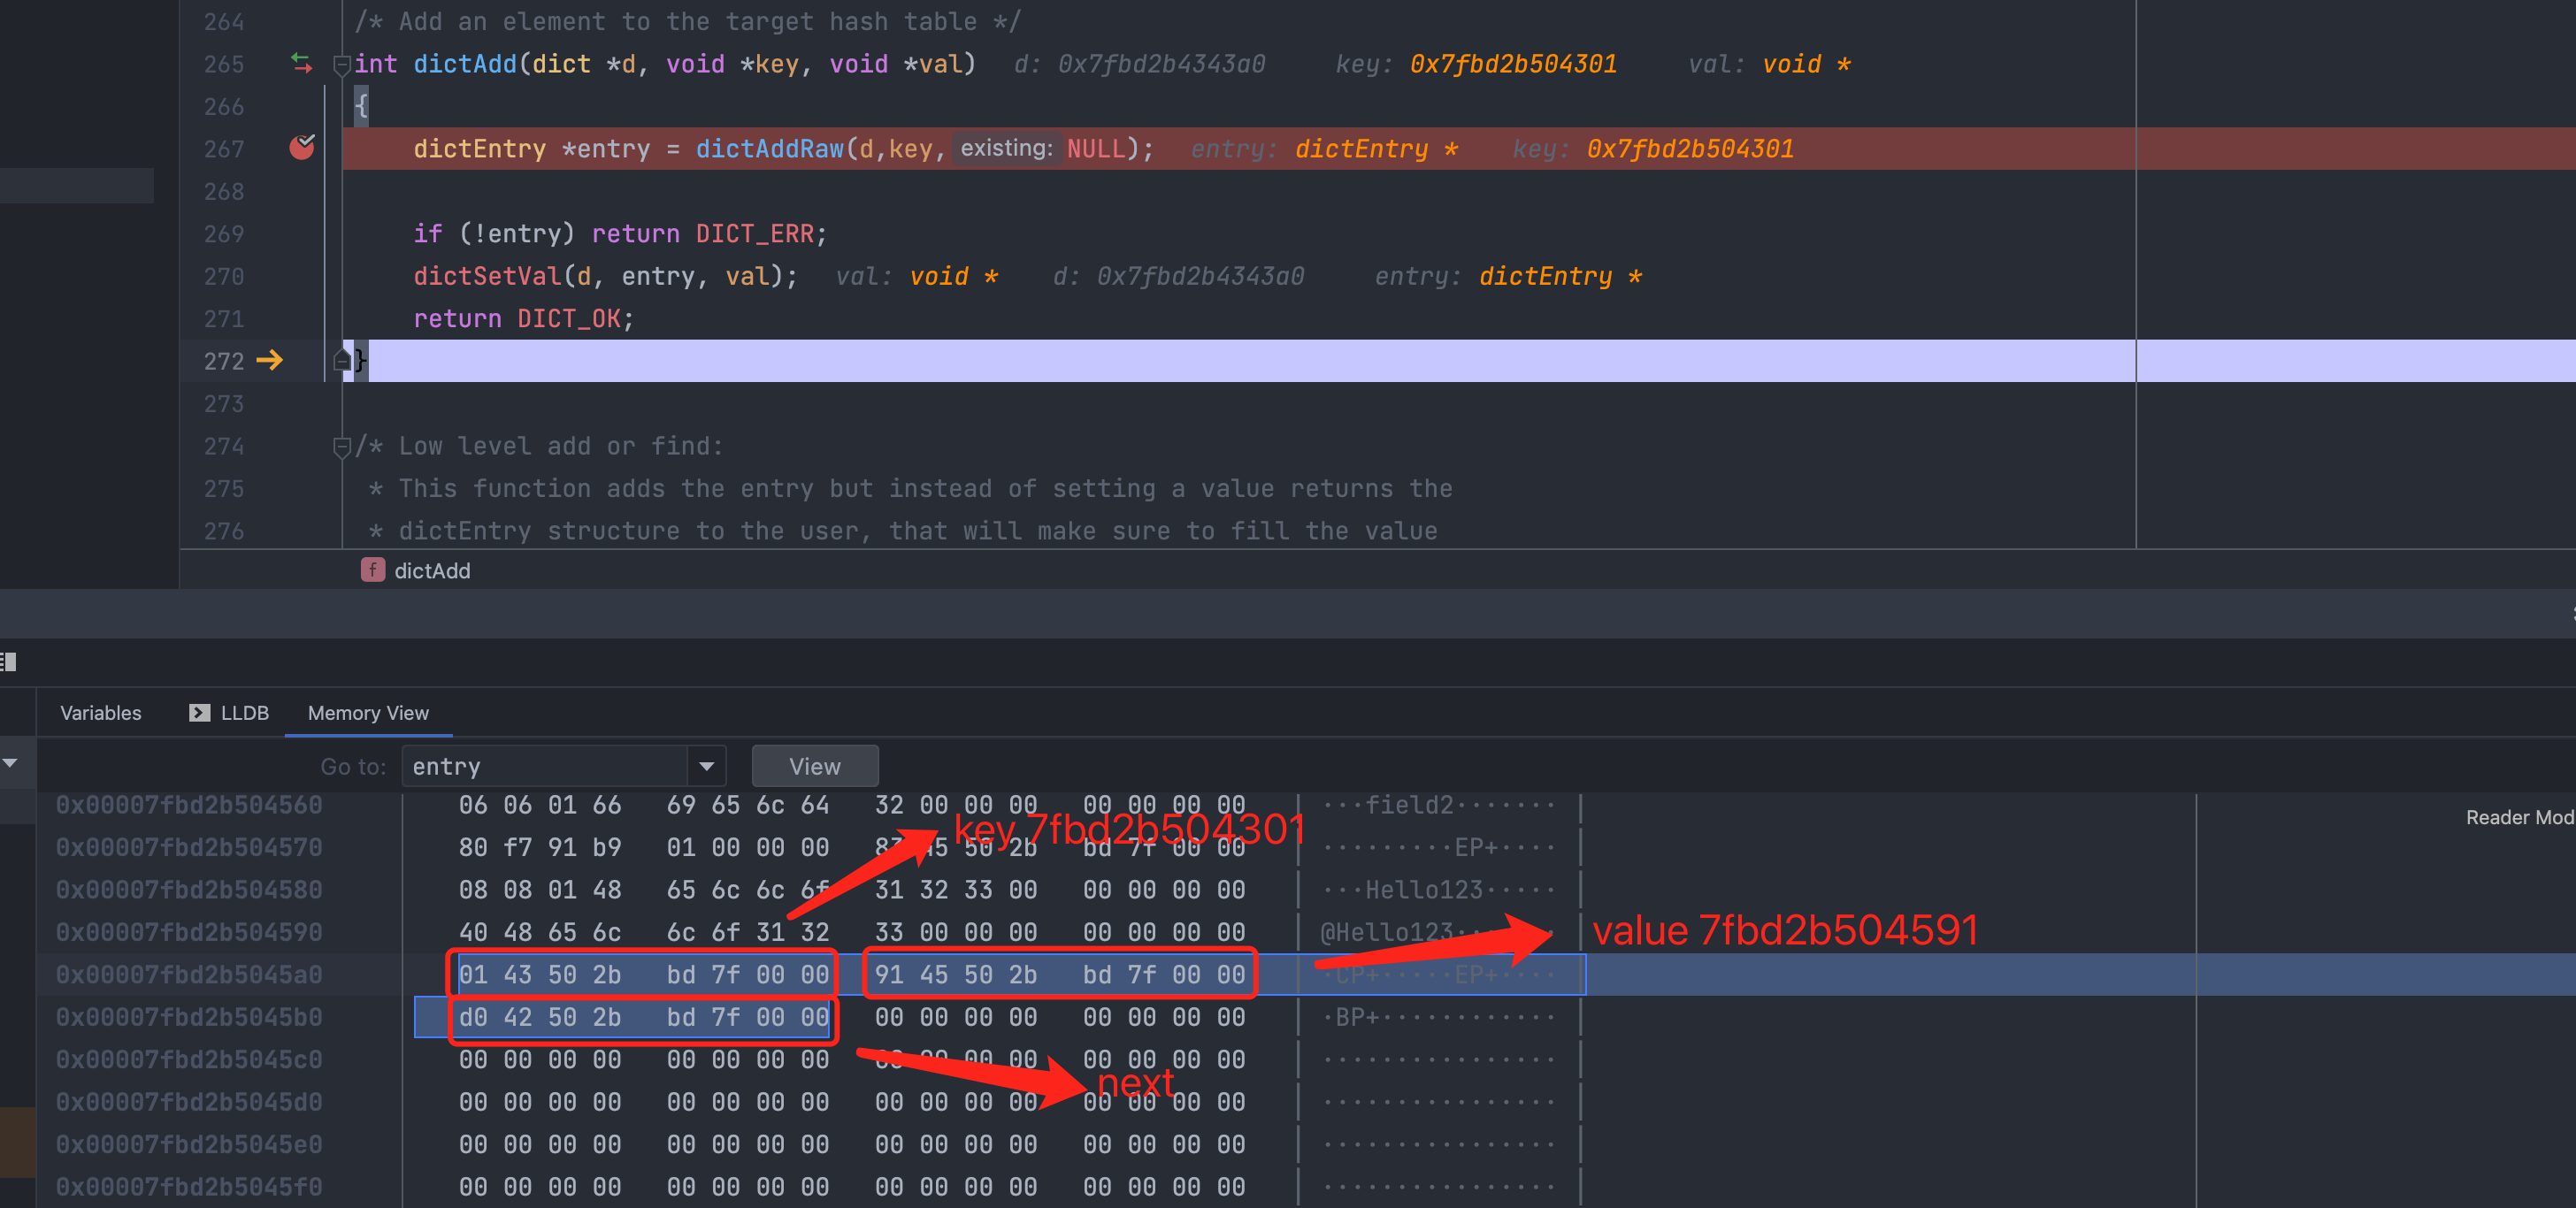 264 /* Add an element to the target hash table */
265 int dictAdd(dict *d, void *key, void *val) d: 0x7fbd2b4343a0 key: 0x7fbd2b504301 val: void *
266 {
267 dictEntry *entry = dictAddRaw(d,key, existing: NULL); entry: dictEntry * key: 0x7fbd2b504301
268
269 if (!entry) return DICT_ERR;
270 dictSetVal(d, entry, val); val: void * d: 0x7fbd2b4343a0 entry: dictEntry *
271 return DICT_OK;
272 }
273
274 /* Low level add or find:
275 * This function adds the entry but instead of setting a value returns the
276 * dictEntry structure to the user, that will make sure to fill the value
f dictAdd
Variables LLDB Memory View
Go to: entry View
0x00007fbd2b504560 06 06 01 66 69 65 6c 64 32 00 00 00 00 00 00 00 ···field2·······
Reader Mod
key 7fbd2b504301
0x00007fbd2b504570 80 f7 91 b9 01 00 00 00 45 50 2b bd 7f 00 00 ·········EP+····
0x00007fbd2b504580 08 08 01 48 65 6c 6c 6f 31 32 33 00 00 00 00 00 ···Hello123·····
0x00007fbd2b504590 40 48 65 6c 6c 6f 31 32 33 00 00 00 00 00 00 00 @Hello123·······
value 7fbd2b504591
0x00007fbd2b5045a0 01 43 50 2b bd 7f 00 00 91 45 50 2b bd 7f 00 00 ·CP+·····EP+····
0x00007fbd2b5045b0 d0 42 50 2b bd 7f 00 00 00 00 00 00 00 00 00 00 ·BP+············
0x00007fbd2b5045c0 00 00 00 00 00 00 00 00 00 00 00 00 00 00 00 00 ················
next
0x00007fbd2b5045d0 00 00 00 00 00 00 00 00 00 00 00 00 00 00 00 00 ················
0x00007fbd2b5045e0 00 00 00 00 00 00 00 00 00 00 00 00 00 00 00 00 ················
0x00007fbd2b5045f0 00 00 00 00 00 00 00 00 00 00 00 00 00 00 00 00 ················